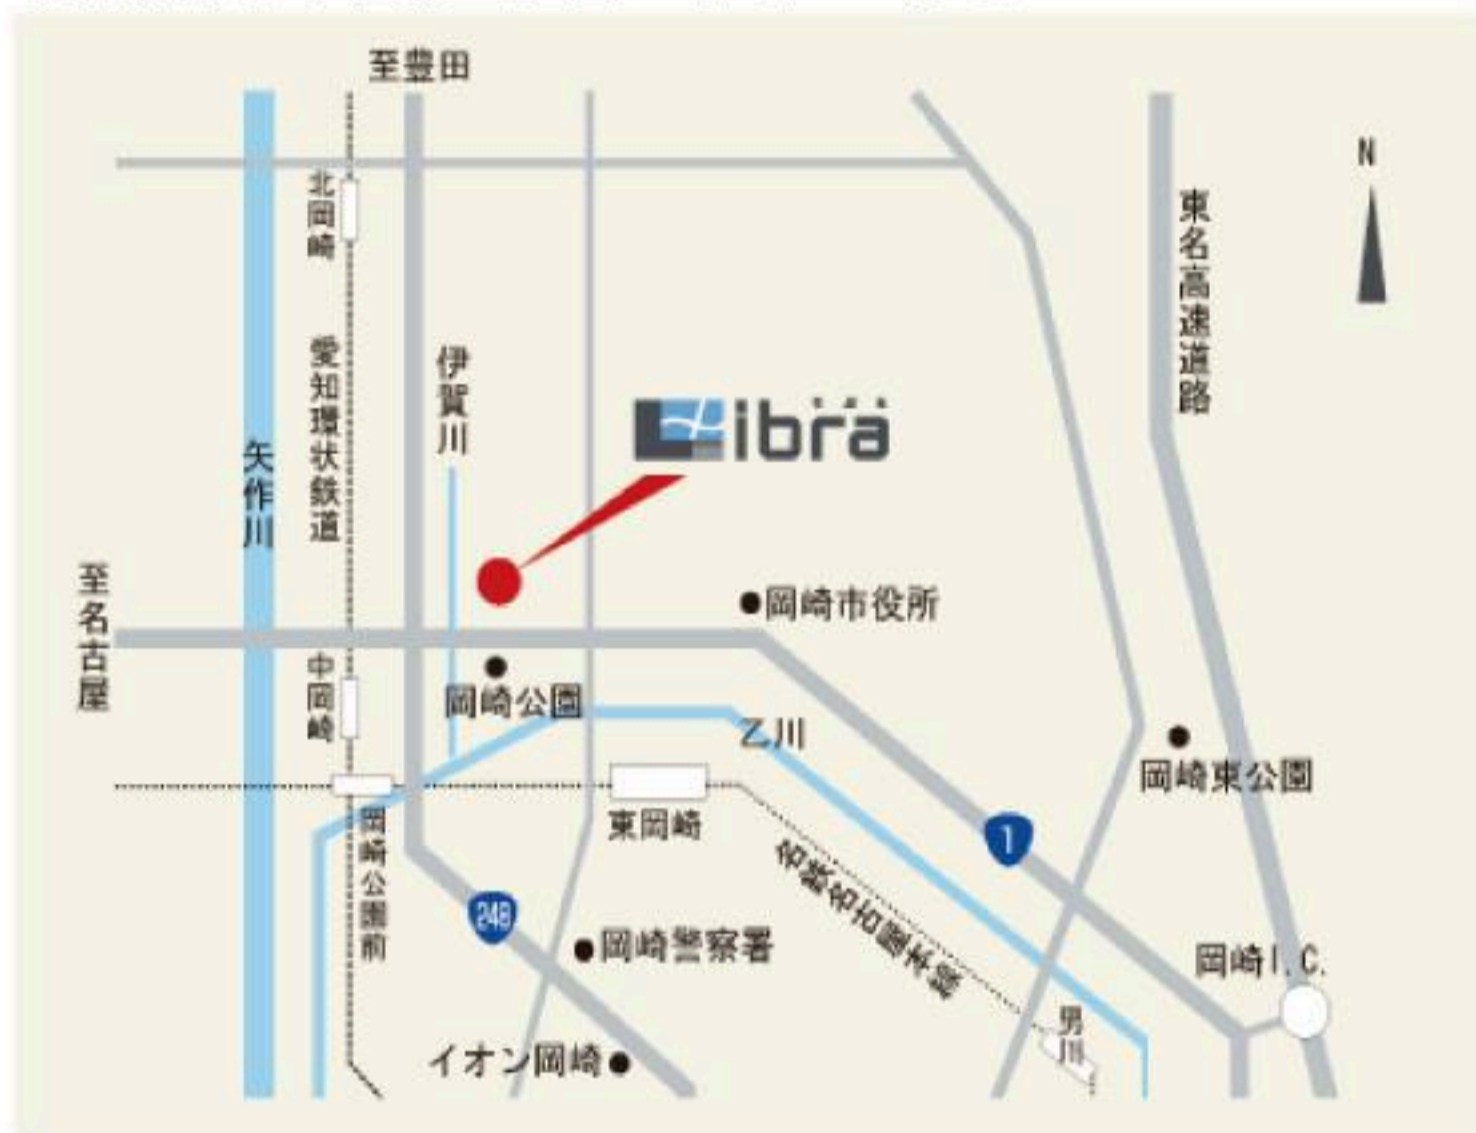 至豊田
N
北岡崎
東名高速道路
愛知環状鉄道
伊賀川
Libra
矢作川
至名古屋
岡崎市役所
中岡崎
岡崎公園
乙川
岡崎東公園
東岡崎
1
岡崎公園前
名鉄名古屋本線
248
岡崎警察署
岡崎I.C.
男川
イオン岡崎